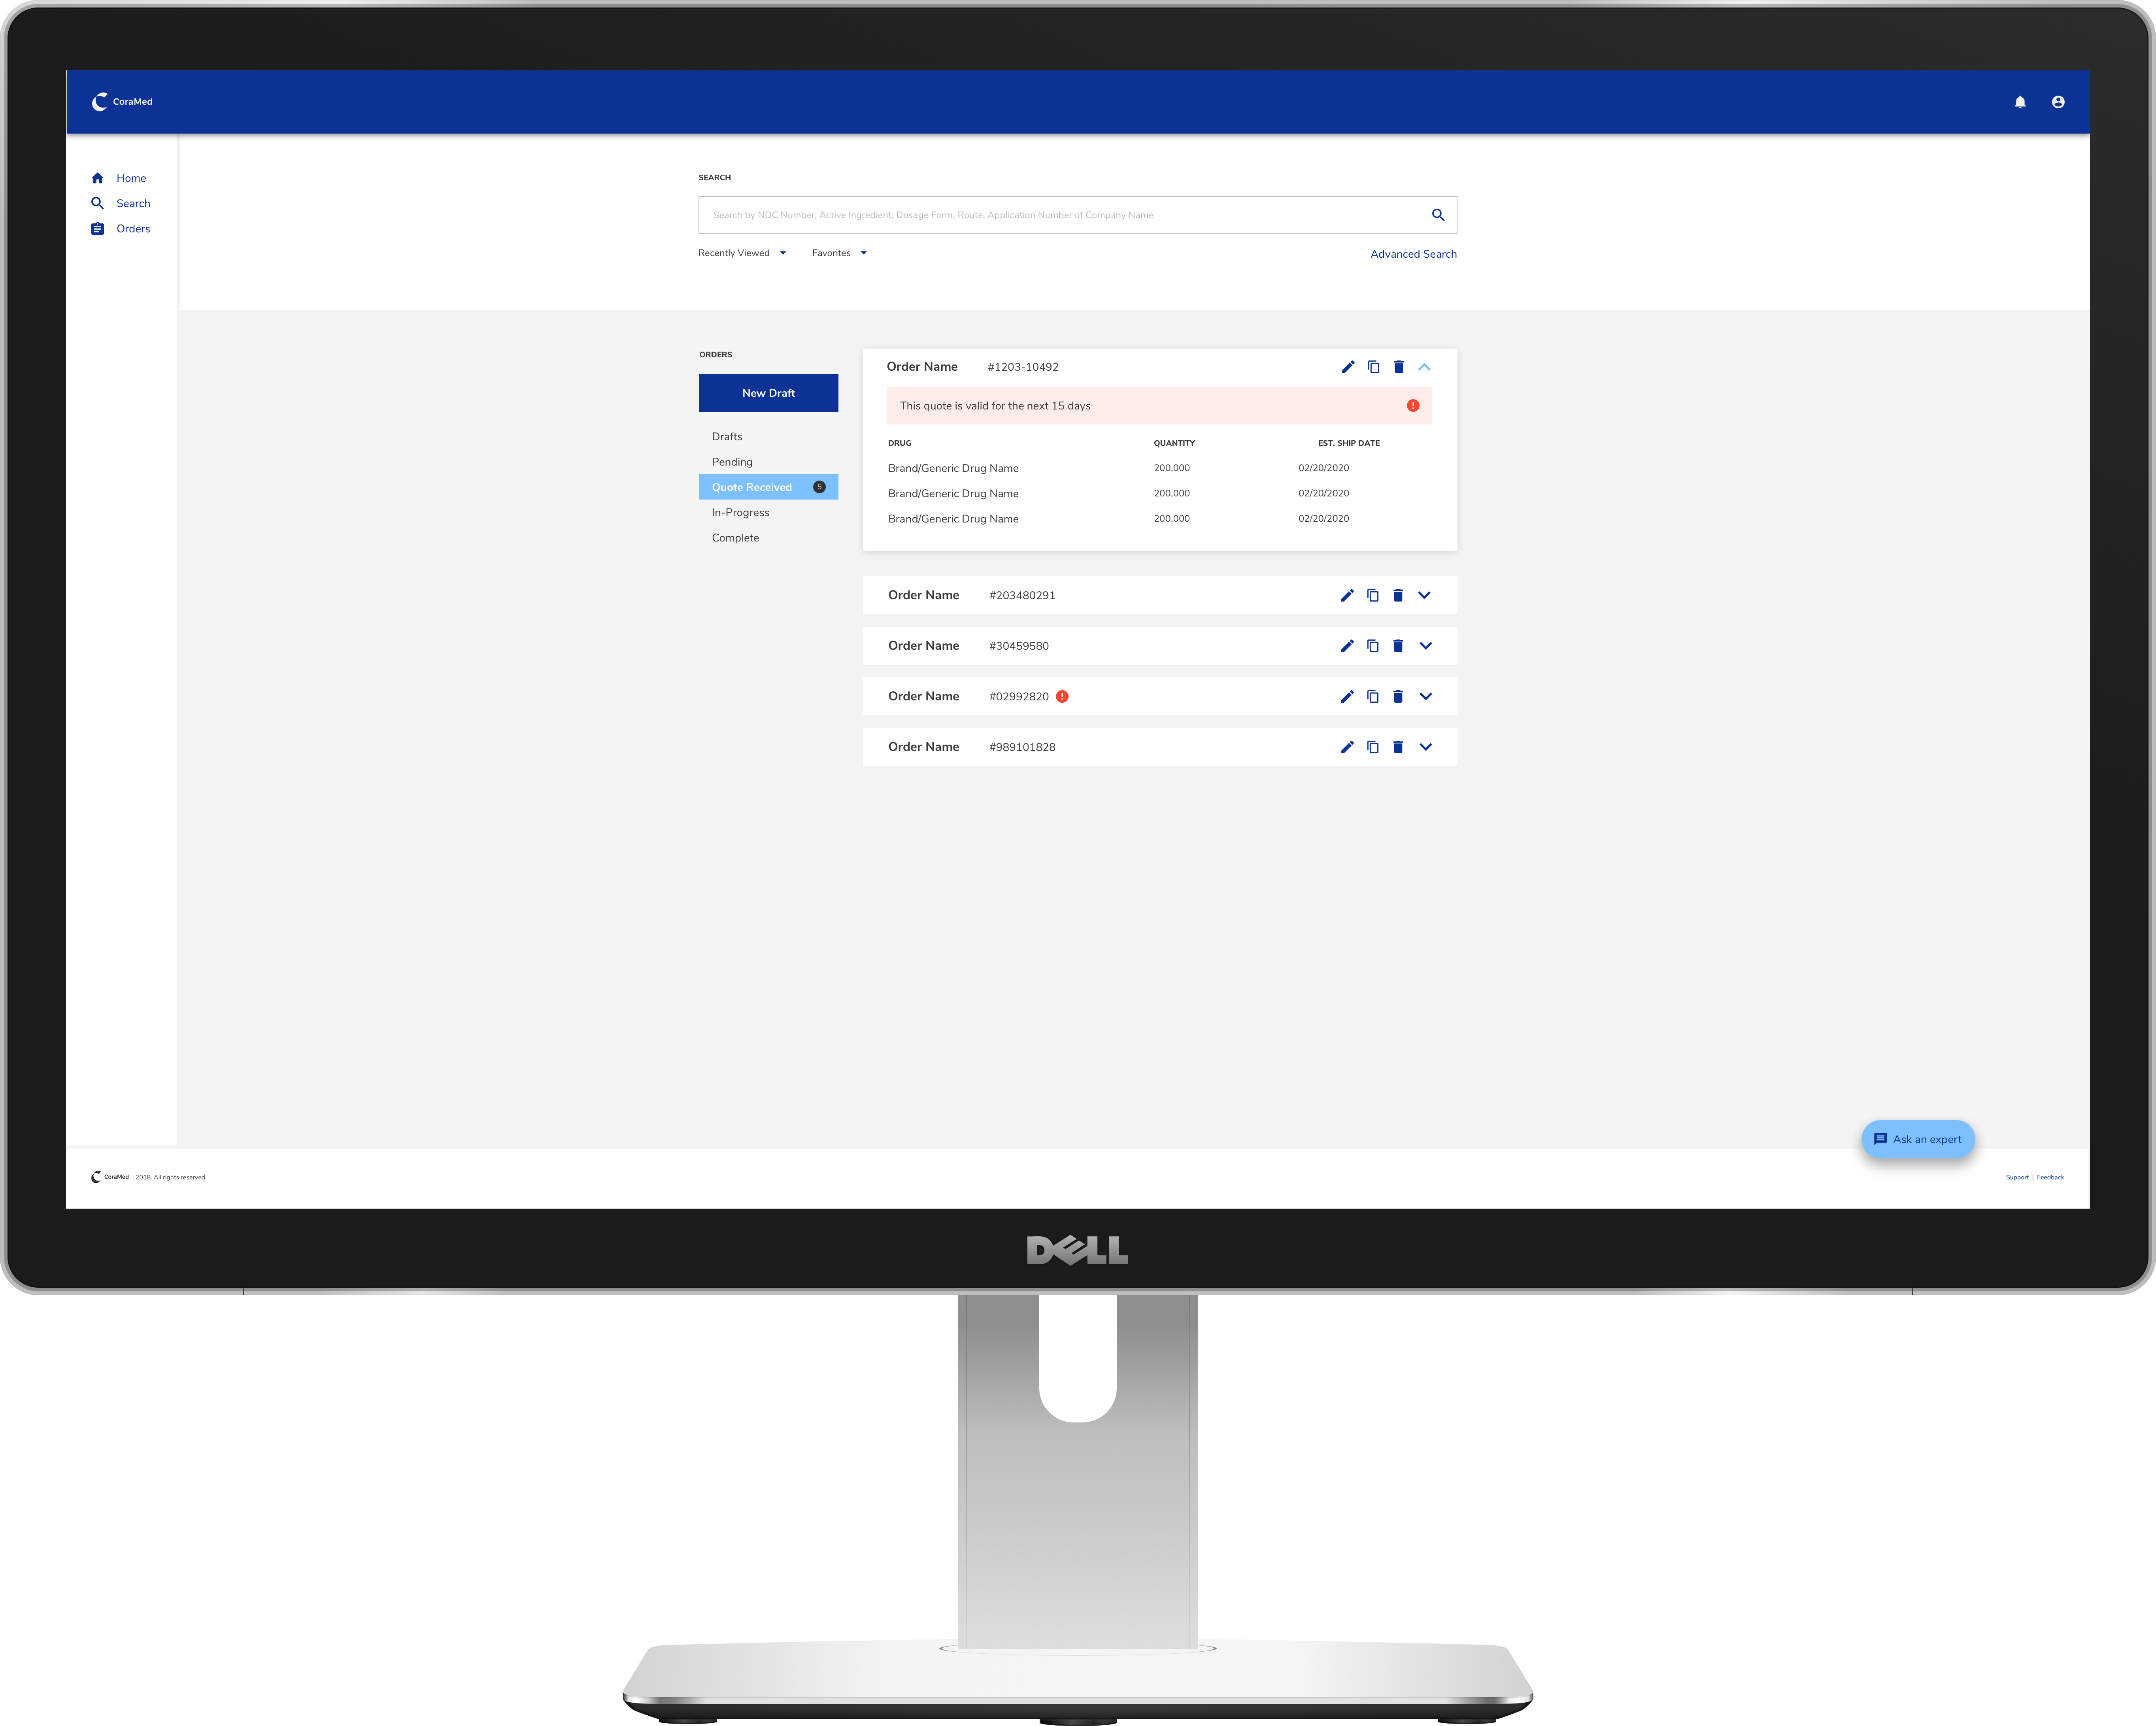 CoraMed
Home
Search
Orders
SEARCH
Search by NDC Number, Active Ingredient, Dosage Form, Route, Application Number of Company Name
Recently Viewed Favorites Advanced Search
ORDERS
New Draft
Drafts
Pending
Quote Received 5
In-Progress
Complete
Order Name #1203-10492
This quote is valid for the next 15 days
DRUG QUANTITY EST. SHIP DATE
Brand/Generic Drug Name 200,000 02/20/2020
Brand/Generic Drug Name 200,000 02/20/2020
Brand/Generic Drug Name 200,000 02/20/2020
Order Name #203480291
Order Name #30459580
Order Name #02992820
Order Name #989101828
Ask an expert
CoraMed 2018. All rights reserved.
Support | Feedback
DELL